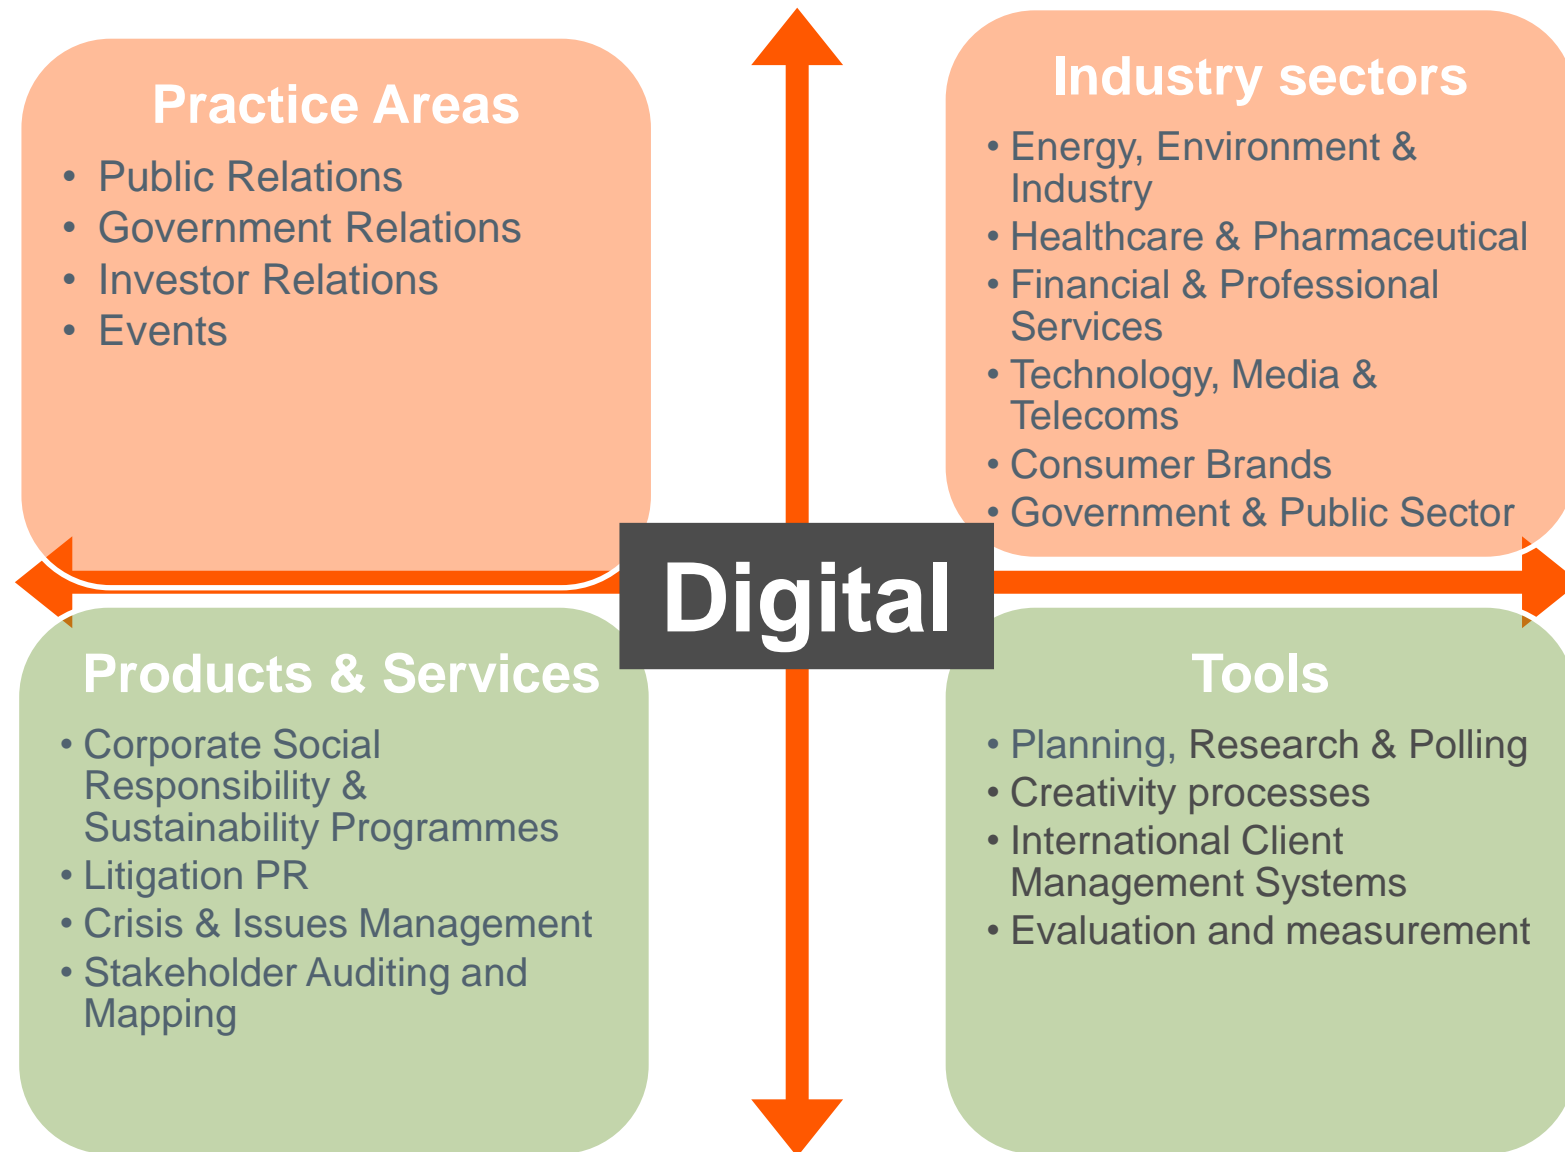 Practice Areas
• Public Relations
• Government Relations
• Investor Relations
• Events
Industry sectors
• Energy, Environment &
Industry
• Healthcare & Pharmaceutical
• Financial & Professional
Services
• Technology, Media &
Telecoms
• Consumer Brands
• Government & Public Sector
Digital
Products & Services
• Corporate Social
Responsibility &
Sustainability Programmes
• Litigation PR
• Crisis & Issues Management
• Stakeholder Auditing and
Mapping
Tools
• Planning, Research & Polling
• Creativity processes
• International Client
Management Systems
• Evaluation and measurement